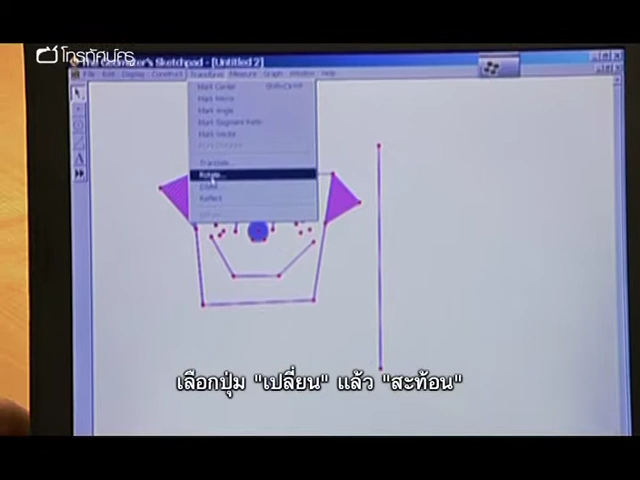 โทรทัศน์ครู
The Geometer's Sketchpad - [Untitled 2]
File Edit Display Construct Transform Measure Graph Window Help
Mark Center
Mark Mirror
Mark Angle
Mark Segment Ratio
Mark Vector
Translate...
Rotate...
Dilate...
Reflect
เลือกปุ่ม "เปลี่ยน" แล้ว "สะท้อน"